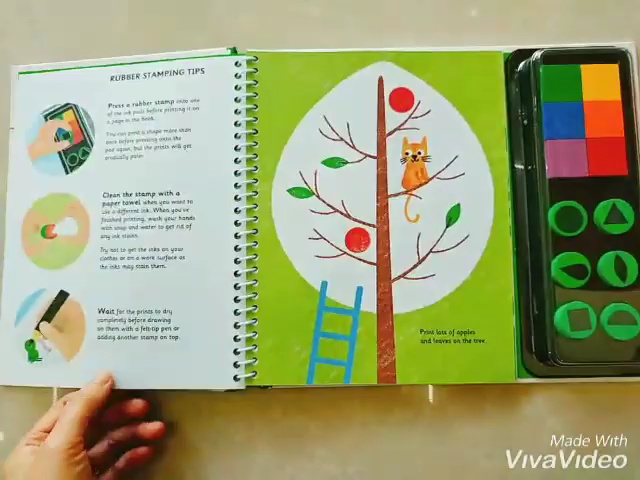 RUBBER STAMPING TIPS
Press a rubber stamp onto one
of the ink pads before printing it on
a page in the book.
You can print a shape more than
once before pressing onto the
pad again, but the prints will get
gradually paler.
Clean the stamp with a
paper towel when you want to
use a different ink. When you've
finished printing, wash your hands
with soap and water to get rid of
any ink stains.
Try not to get the inks on your
clothes or on a work surface as
the inks may stain them.
Wait for the prints to dry
completely before drawing
on them with a felt-tip pen or
adding another stamp on top.
Print lots of apples
and leaves on the tree.
Made With
VivaVideo